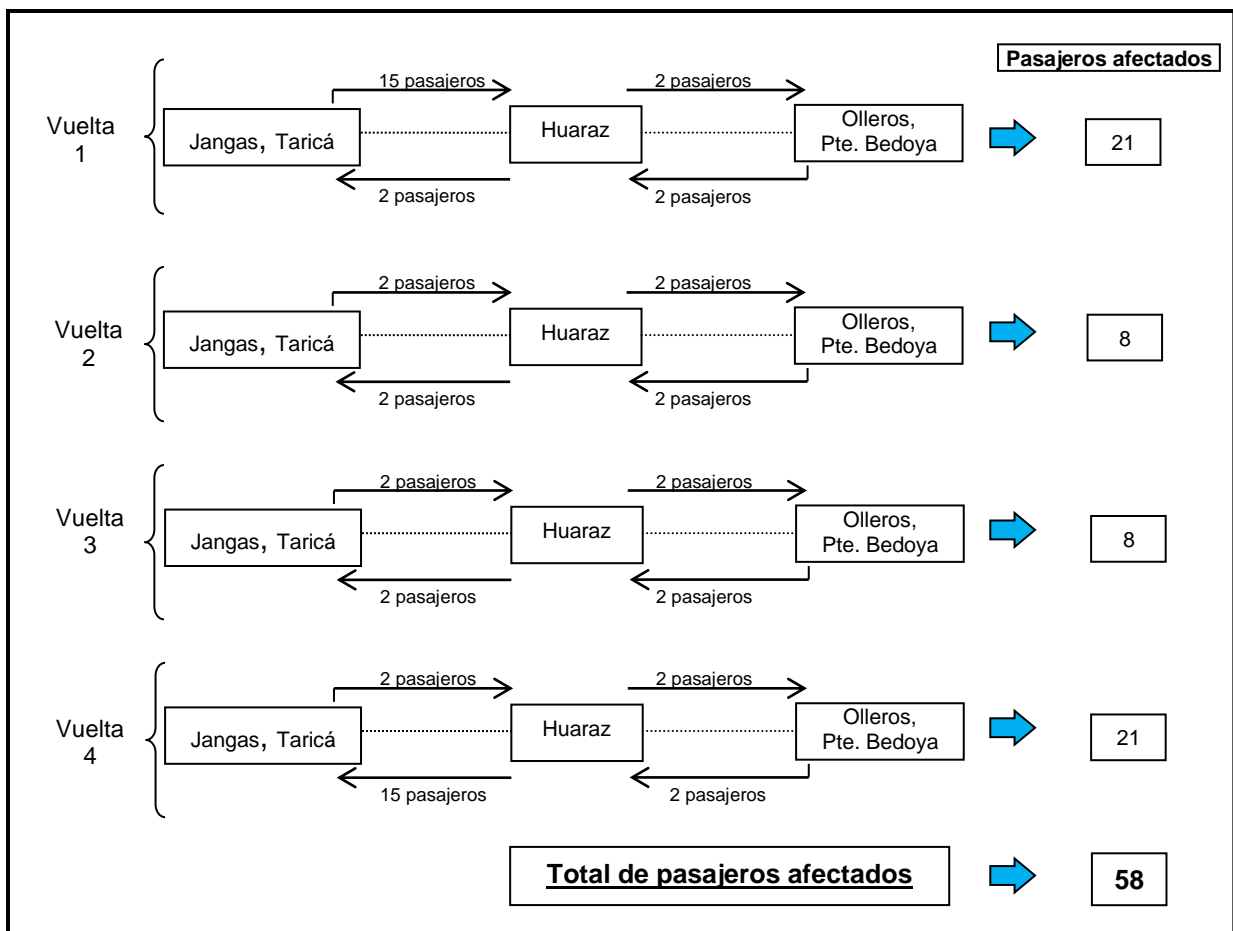 Pasajeros afectados
Vuelta
1
15 pasajeros
2 pasajeros
Jangas, Taricá
Huaraz
Olleros,
Pte. Bedoya
21
2 pasajeros
2 pasajeros
Vuelta
2
2 pasajeros
2 pasajeros
Jangas, Taricá
Huaraz
Olleros,
Pte. Bedoya
8
2 pasajeros
2 pasajeros
Vuelta
3
2 pasajeros
2 pasajeros
Jangas, Taricá
Huaraz
Olleros,
Pte. Bedoya
8
2 pasajeros
2 pasajeros
Vuelta
4
2 pasajeros
2 pasajeros
Jangas, Taricá
Huaraz
Olleros,
Pte. Bedoya
21
15 pasajeros
2 pasajeros
Total de pasajeros afectados
58